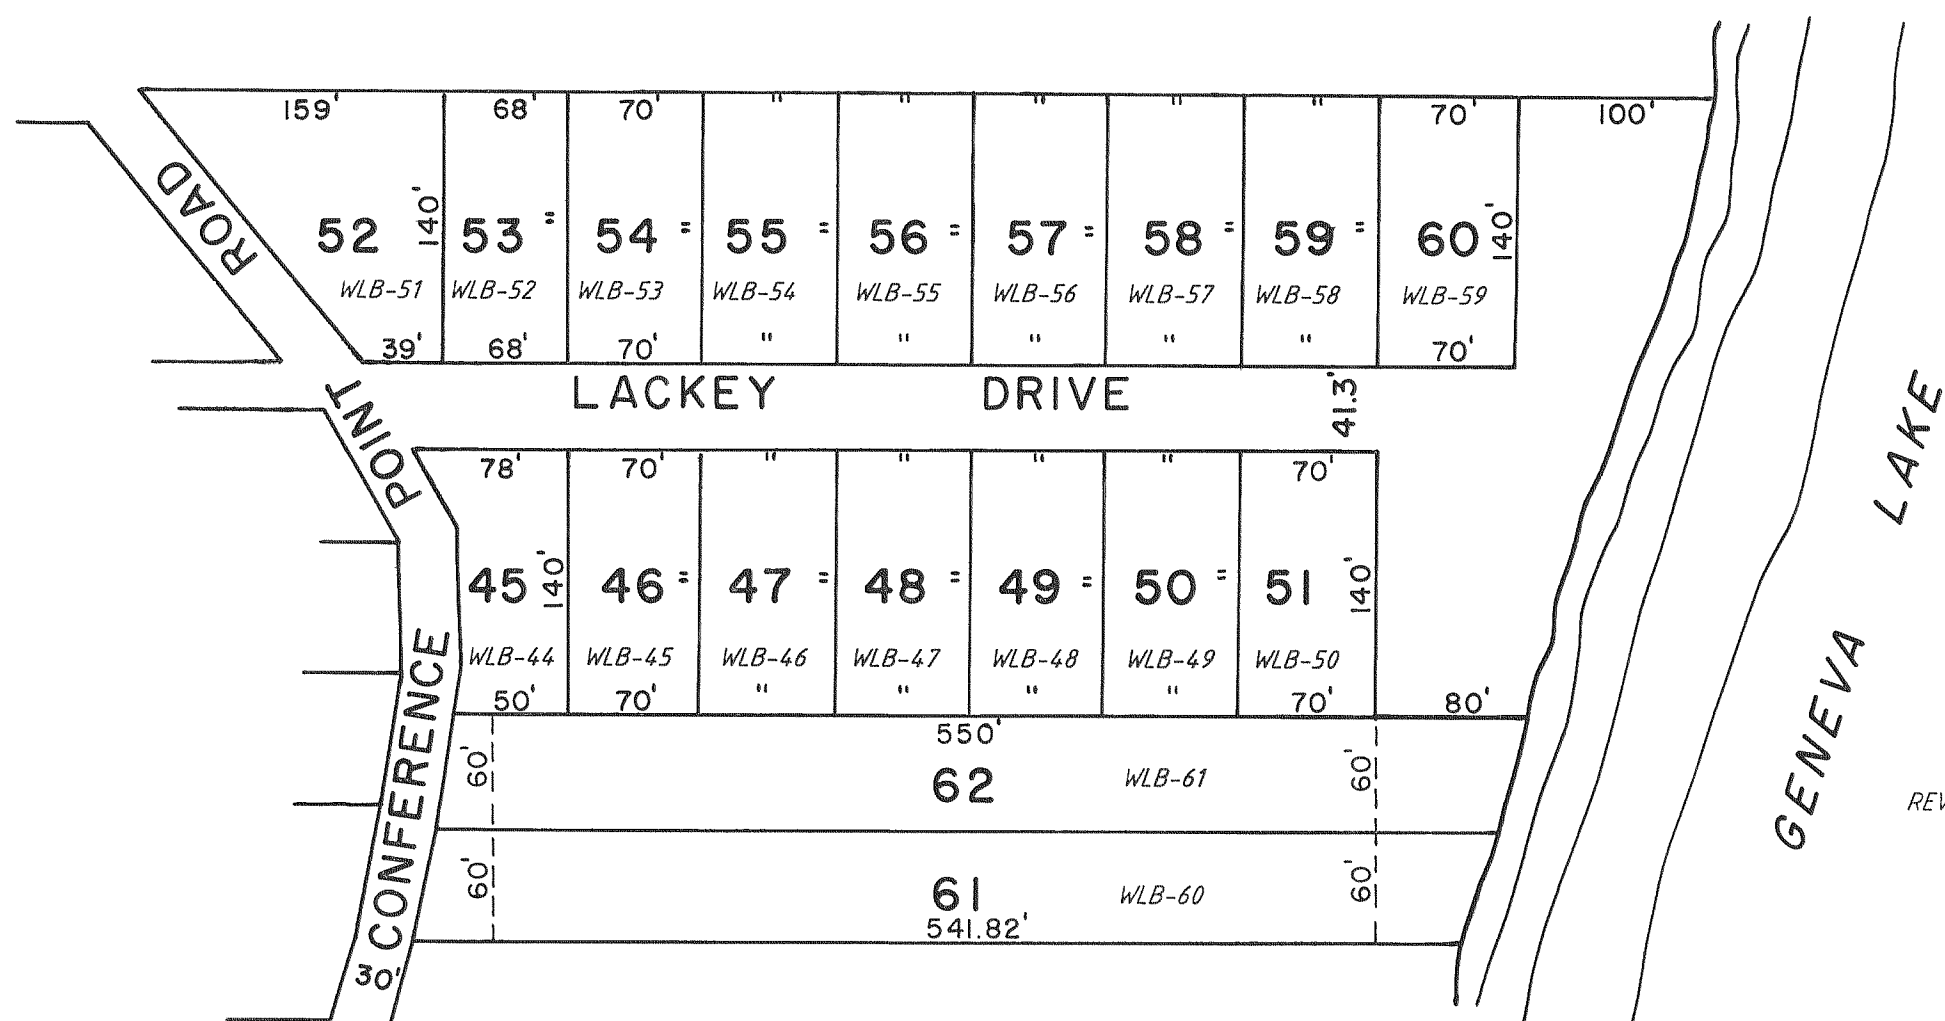 159' 68' 70' " " " " " 70' 100'
ROAD
52 140' 53 " 54 " 55 " 56 " 57 " 58 " 59 " 60 140'
WLB-51 WLB-52 WLB-53 WLB-54 WLB-55 WLB-56 WLB-57 WLB-58 WLB-59
39' 68' 70' " " " " " 70'
LACKEY DRIVE 41.3'
POINT
78' 70' " " " " 70'
45 140' 46 " 47 " 48 " 49 " 50 " 51 140'
WLB-44 WLB-45 WLB-46 WLB-47 WLB-48 WLB-49 WLB-50
50' 70' " " " " 70' 80'
550'
60' 62 WLB-61 60'
60' 61 WLB-60 60'
541.82'
CONFERENCE
30'
GENEVA LAKE
REV